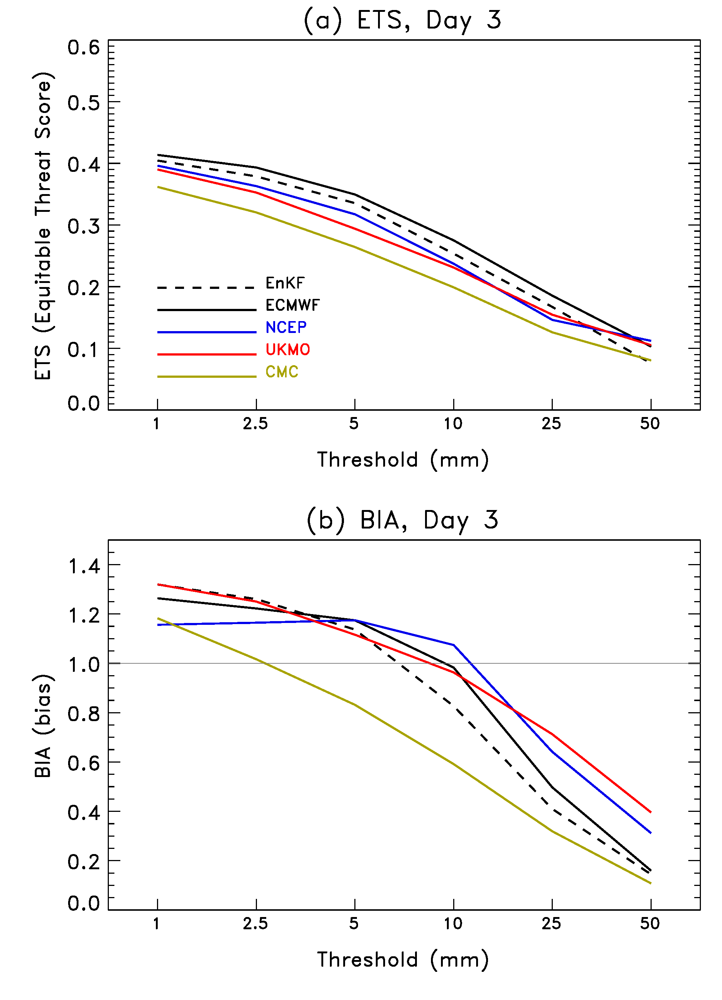 (a) ETS, Day 3
ETS (Equitable Threat Score)
0.6
0.5
0.4
0.3
0.2
0.1
0.0
EnKF
ECMWF
NCEP
UKMO
CMC
1 2.5 5 10 25 50
Threshold (mm)
(b) BIA, Day 3
BIA (bias)
1.4
1.2
1.0
0.8
0.6
0.4
0.2
0.0
1 2.5 5 10 25 50
Threshold (mm)